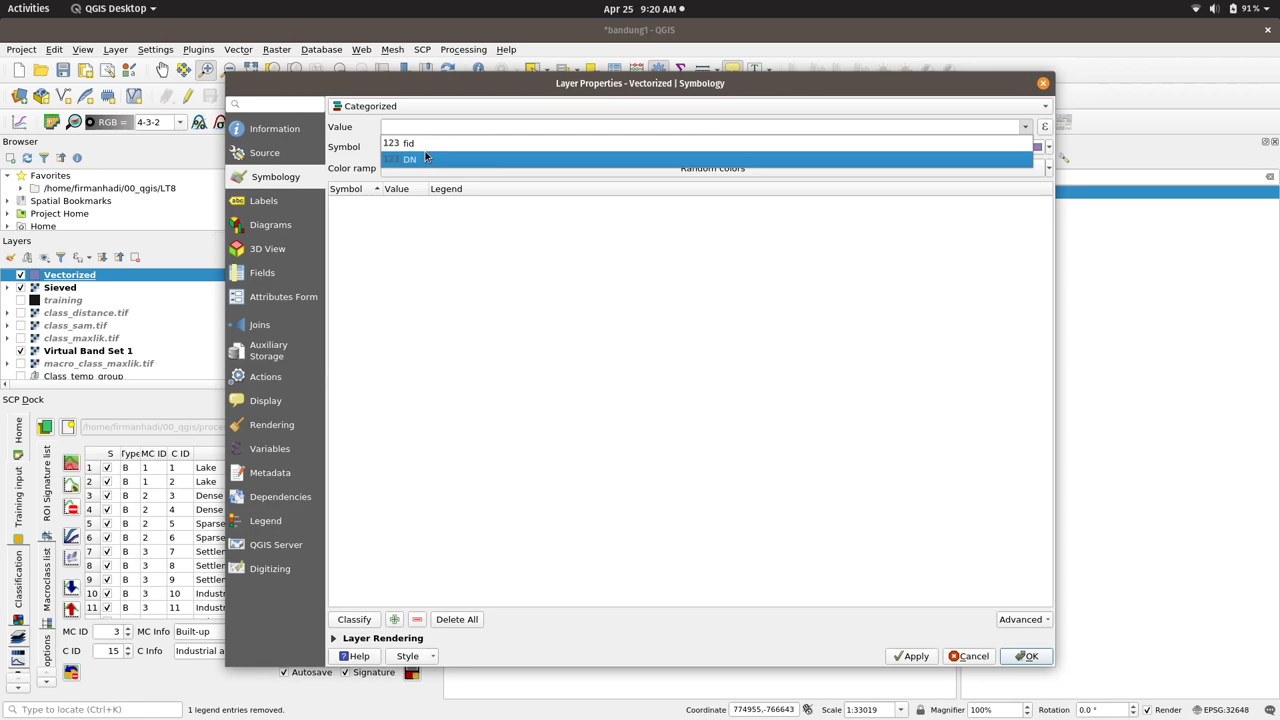 Activities QGIS Desktop Apr 25 9:20 AM 91%
*bandung1 - QGIS
Project Edit View Layer Settings Plugins Vector Raster Database Web Mesh SCP Processing Help
Layer Properties - Vectorized | Symbology
Categorized
RGB = 4-3-2
Value
123 fid
123 DN
Symbol
Color ramp Random colors
Symbol Value Legend
Information
Source
Symbology
Labels
Diagrams
3D View
Fields
Attributes Form
Joins
Auxiliary
Storage
Actions
Display
Rendering
Variables
Metadata
Dependencies
Legend
QGIS Server
Digitizing
Browser
Favorites
/home/firmanhadi/00_qgis/LT8
Spatial Bookmarks
Project Home
Home
Layers
Vectorized
Sieved
training
class_distance.tif
class_sam.tif
class_maxlik.tif
Virtual Band Set 1
macro_class_maxlik.tif
Class_temp_group
SCP Dock
Home
Training input
Classification
ROI Signature list
Macroclass list
options
/home/firmanhadi/00_qgis/proce
S Type MC ID C ID
1 B 1 1 Lake
2 B 1 2 Lake
3 B 2 3 Dense
4 B 2 4 Dense
5 B 2 5 Sparse
6 B 2 6 Sparse
7 B 3 7 Settler
8 B 3 8 Settler
9 B 3 9 Settler
10 B 3 10 Industr
11 B 3 11 Industr
MC ID 3 MC Info Built-up
C ID 15 C Info Industrial a
Autosave Signature
Classify Delete All Advanced
Layer Rendering
Help Style Apply Cancel OK
Type to locate (Ctrl+K) 1 legend entries removed. Coordinate 774955,-766643 Scale 1:33019 Magnifier 100% Rotation 0.0 ° Render EPSG:32648